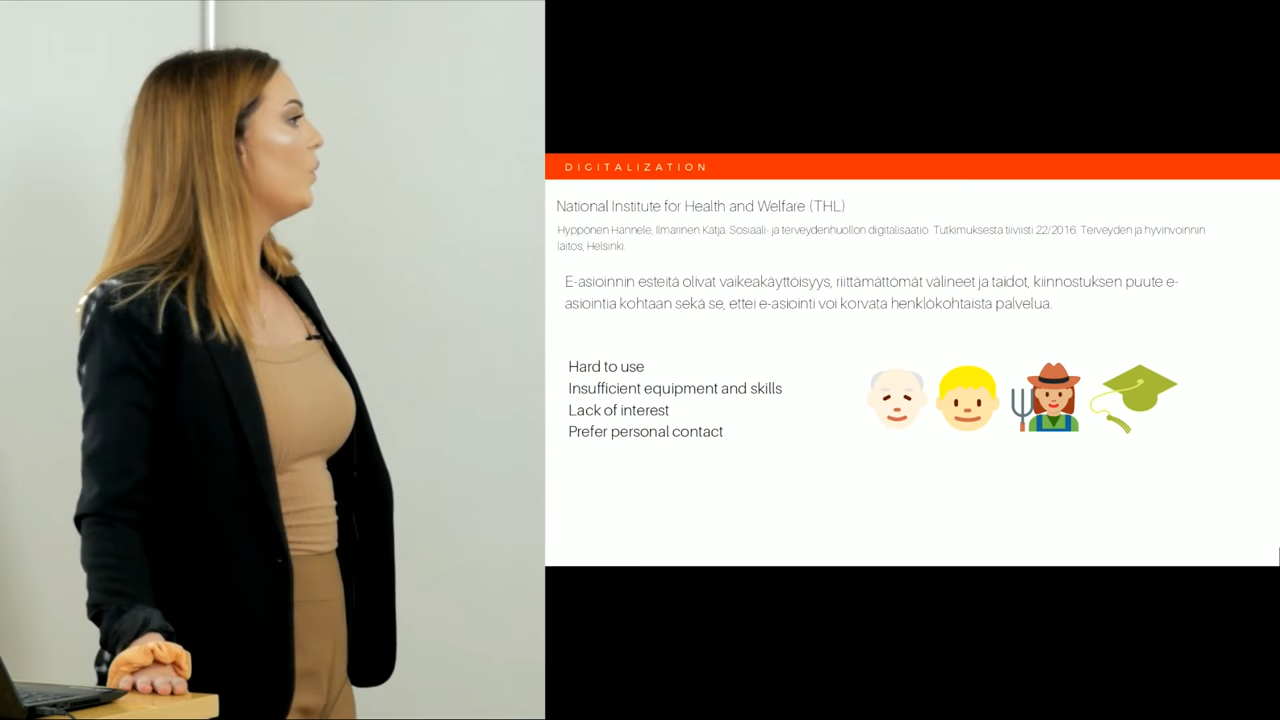 DIGITALIZATION
National Institute for Health and Welfare (THL)
Hyppönen Hannele, Ilmarinen Katja. Sosiaali- ja terveydenhuollon digitalisaatio. Tutkimuksesta tiiviisti 22/2016. Terveyden ja hyvinvoinnin
laitos, Helsinki.
E-asioinnin esteitä olivat vaikeakäyttöisyys, riittämättömät välineet ja taidot, kiinnostuksen puute e-
asiointia kohtaan sekä se, ettei e-asiointi voi korvata henklökohtaista palvelua.
Hard to use
Insufficient equipment and skills
Lack of interest
Prefer personal contact